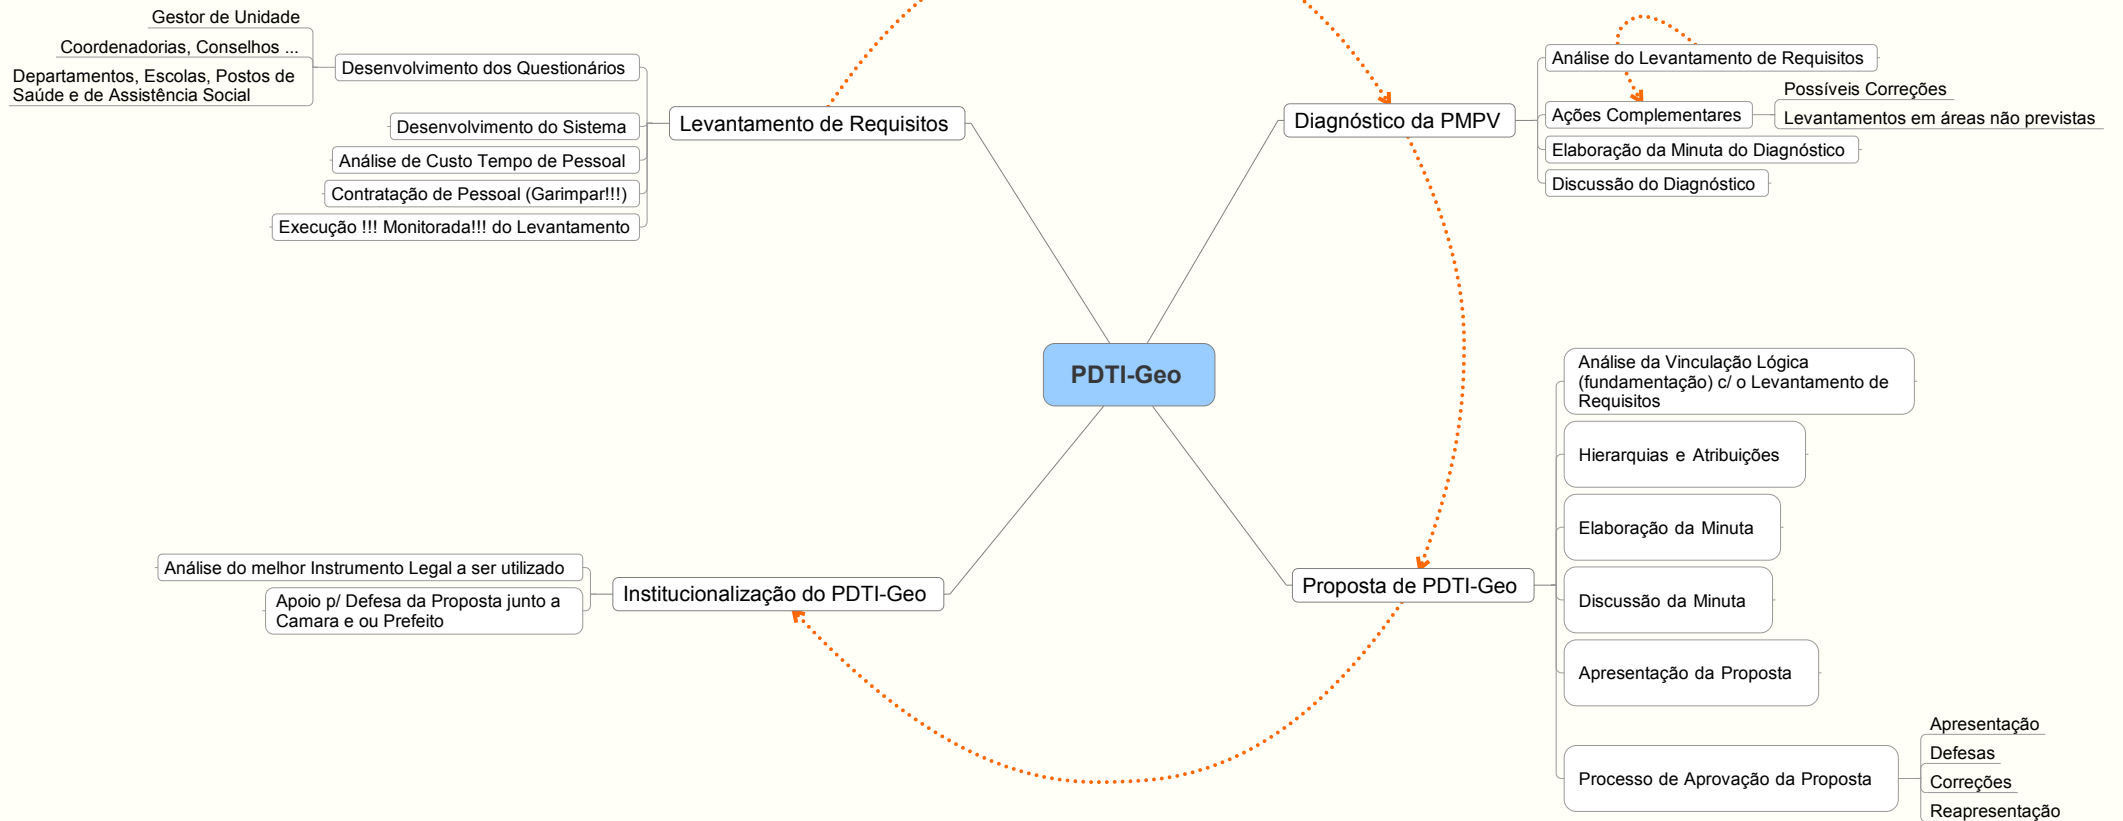 Gestor de Unidade
Coordenadorias, Conselhos ...
Departamentos, Escolas, Postos de
Saúde e de Assistência Social
Desenvolvimento dos Questionários
Desenvolvimento do Sistema
Análise de Custo Tempo de Pessoal
Contratação de Pessoal (Garimpar!!!)
Execução !!! Monitorada!!! do Levantamento
Levantamento de Requisitos
Diagnóstico da PMPV
Análise do Levantamento de Requisitos
Ações Complementares
Possíveis Correções
Levantamentos em áreas não previstas
Elaboração da Minuta do Diagnóstico
Discussão do Diagnóstico
PDTI-Geo
Análise do melhor Instrumento Legal a ser utilizado
Apoio p/ Defesa da Proposta junto a
Camara e ou Prefeito
Institucionalização do PDTI-Geo
Proposta de PDTI-Geo
Análise da Vinculação Lógica
(fundamentação) c/ o Levantamento de
Requisitos
Hierarquias e Atribuições
Elaboração da Minuta
Discussão da Minuta
Apresentação da Proposta
Processo de Aprovação da Proposta
Apresentação
Defesas
Correções
Reapresentação